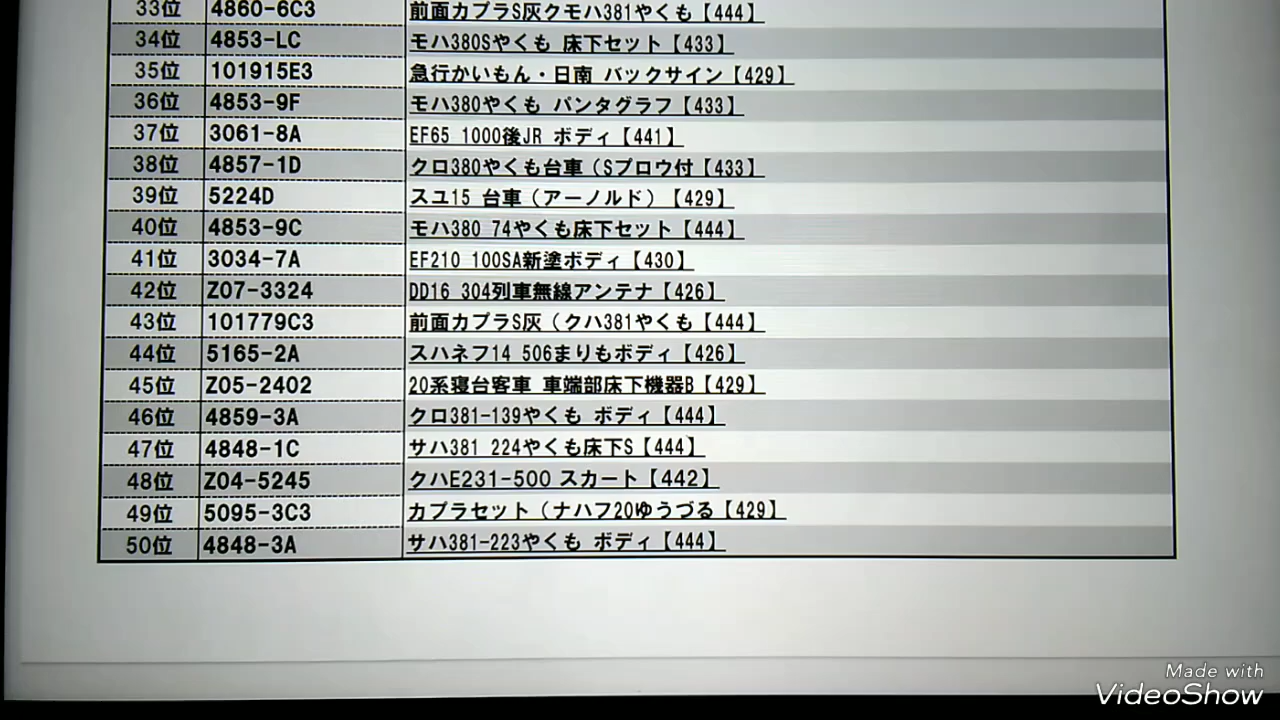 33位 4860-6C3 前面カプラS灰クモハ381やくも【444】
34位 4853-LC モハ380Sやくも 床下セット【433】
35位 101915E3 急行かいもん・日南 バックサイン【429】
36位 4853-9F モハ380やくも パンタグラフ【433】
37位 3061-8A EF65 1000後JR ボディ【441】
38位 4857-1D クロ380やくも台車（Sプロウ付【433】
39位 5224D スユ15 台車（アーノルド）【429】
40位 4853-9C モハ380 74やくも床下セット【444】
41位 3034-7A EF210 100SA新塗ボディ【430】
42位 Z07-3324 DD16 304列車無線アンテナ【426】
43位 101779C3 前面カプラS灰（クハ381やくも【444】
44位 5165-2A スハネフ14 506まりもボディ【426】
45位 Z05-2402 20系寝台客車 車端部床下機器B【429】
46位 4859-3A クロ381-139やくも ボディ【444】
47位 4848-1C サハ381 224やくも床下S【444】
48位 Z04-5245 クハE231-500 スカート【442】
49位 5095-3C3 カプラセット（ナハフ20ゆうづる【429】
50位 4848-3A サハ381-223やくも ボディ【444】
Made with
VideoShow